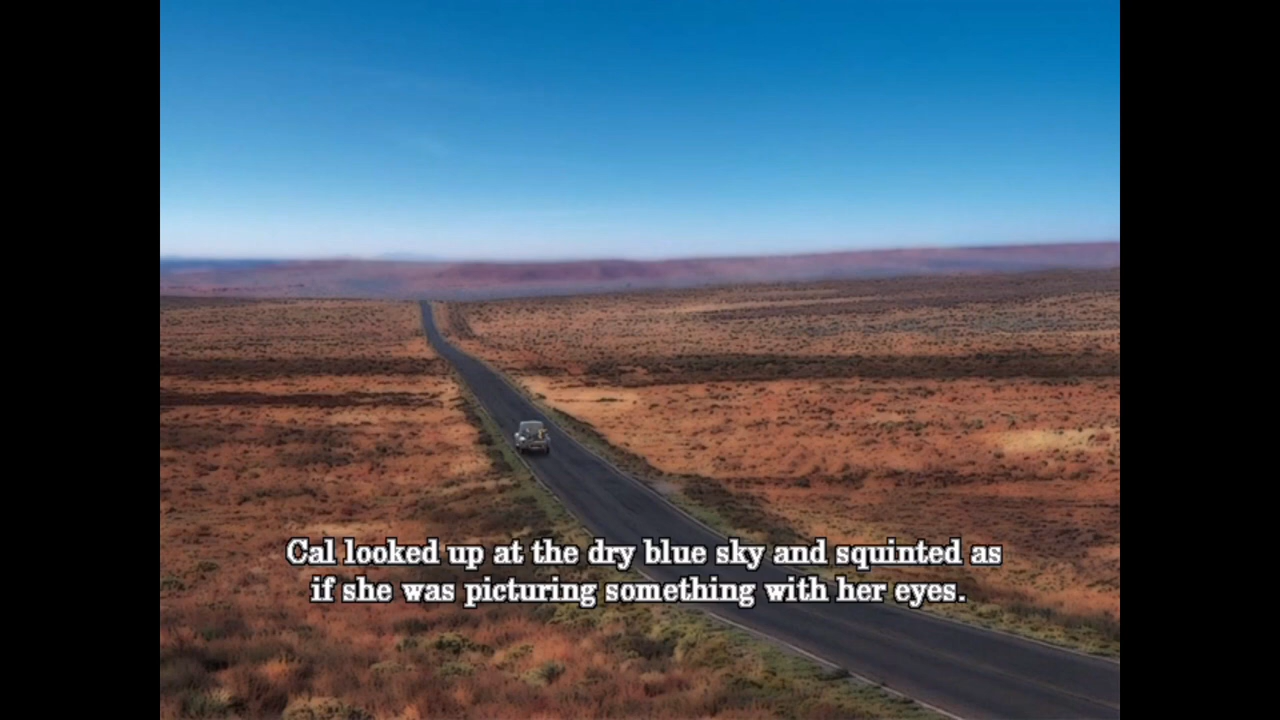 Cal looked up at the dry blue sky and squinted as
if she was picturing something with her eyes.